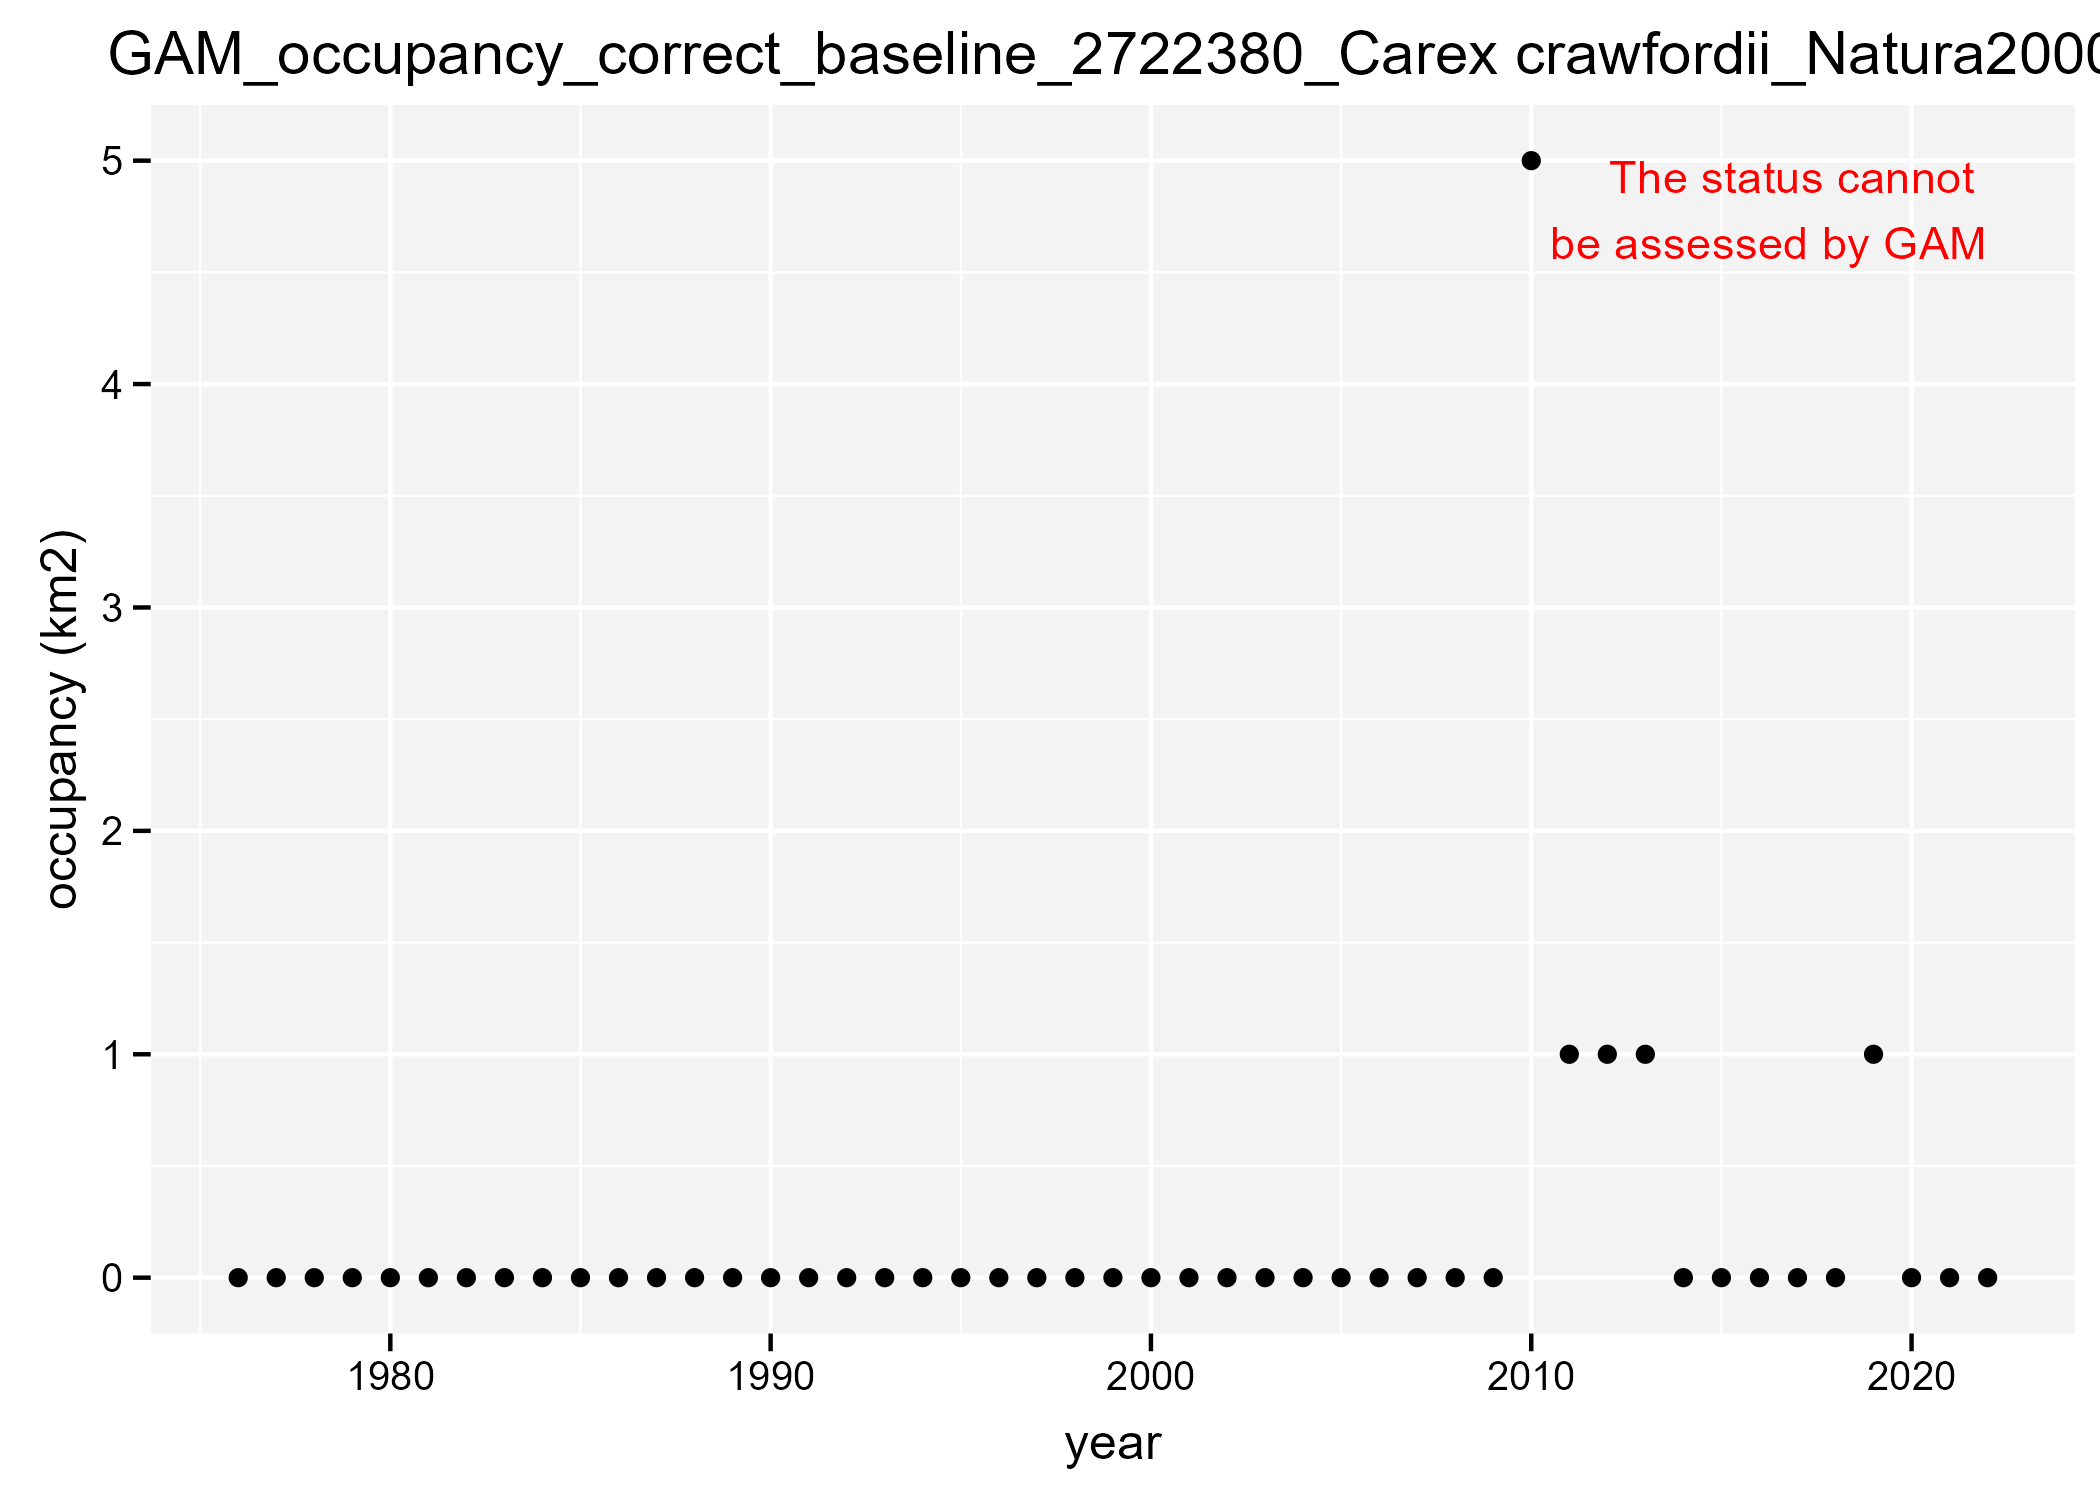 GAM_occupancy_correct_baseline_2722380_Carex crawfordii_Natura2000
5
The status cannot
be assessed by GAM
4
3
2
1
0
occupancy (km2)
1980
1990
2000
2010
2020
year